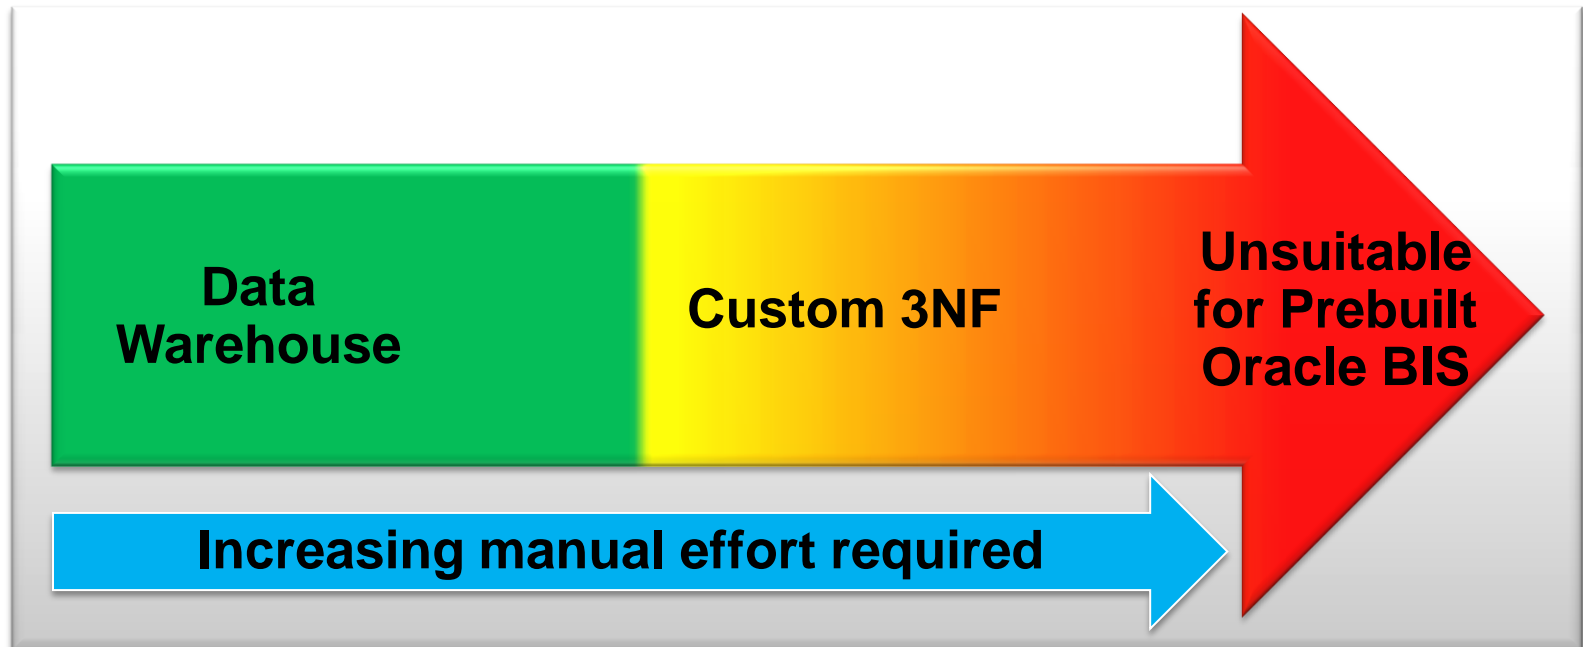 Data
Warehouse
Custom 3NF
Unsuitable
for Prebuilt
Oracle BIS
Increasing manual effort required